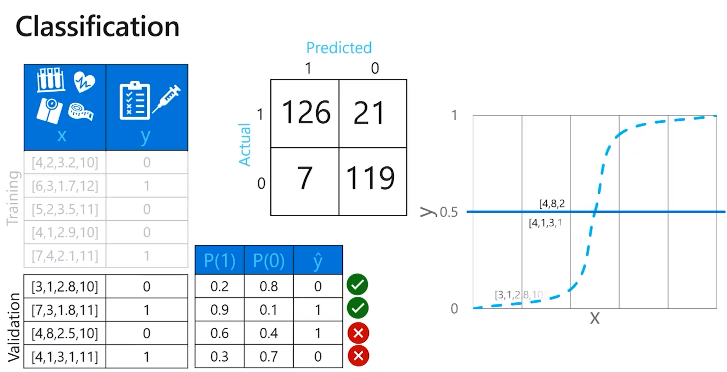 Classification
Predicted
1 0
Actual
1 126 21
0 7 119
x y
Training
[4,2,3.2,10] 0
[6,3,1.7,12] 1
[5,2,3.5,11] 0
[4,1,2.9,10] 0
[7,4,2.1,11] 1
Validation
[3,1,2.8,10] 0
[7,3,1.8,11] 1
[4,8,2.5,10] 0
[4,1,3,1,11] 1
P(1) P(0) ŷ
0.2 0.8 0
0.9 0.1 1
0.6 0.4 1
0.3 0.7 0
1
y 0.5
0
[4,8,2
[4,1,3,1
[3,1,2.8,10
x